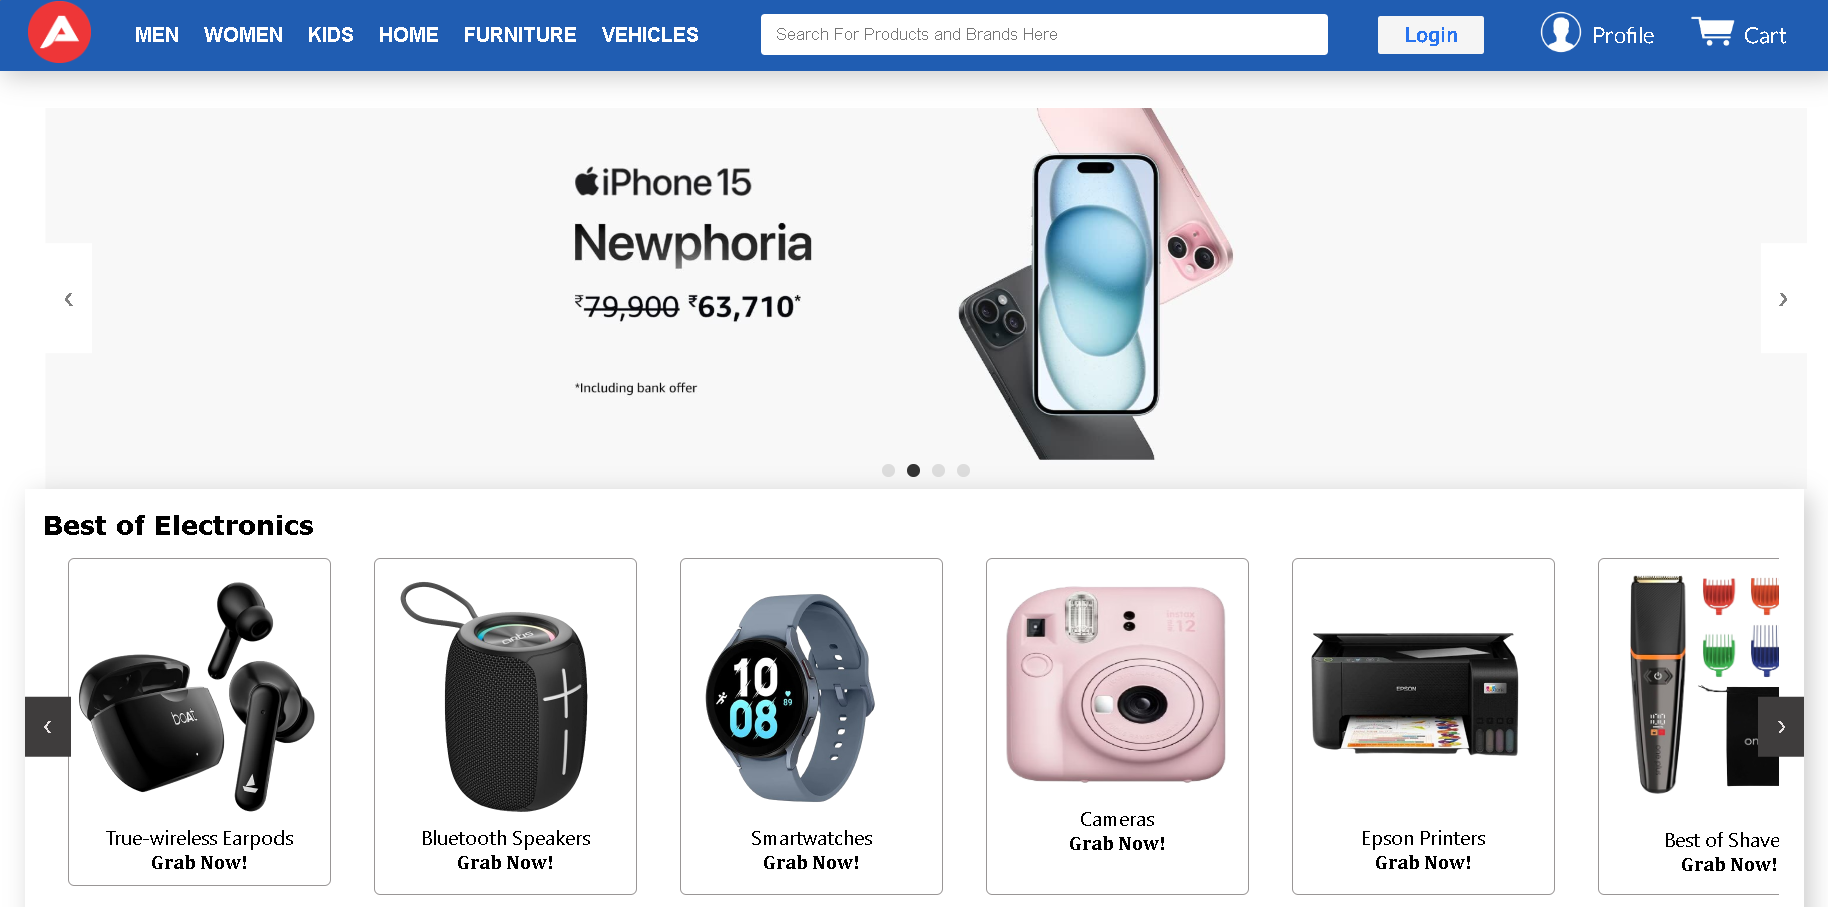 MEN WOMEN KIDS HOME FURNITURE VEHICLES Search For Products and Brands Here Login Profile Cart
iPhone 15
Newphoria
₹79,900 ₹63,710*
*Including bank offer
‹ ›
Best of Electronics
boAt
instax
mini 12
10
08
89
EPSON
‹ ›
True-wireless Earpods
Grab Now!
Bluetooth Speakers
Grab Now!
Smartwatches
Grab Now!
Cameras
Grab Now!
Epson Printers
Grab Now!
Best of Shave
Grab Now!